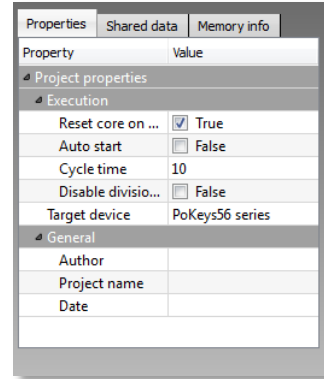 Properties Shared data Memory info
Property Value
Project properties
Execution
Reset core on ... True
Auto start False
Cycle time 10
Disable divisio... False
Target device PoKeys56 series
General
Author
Project name
Date